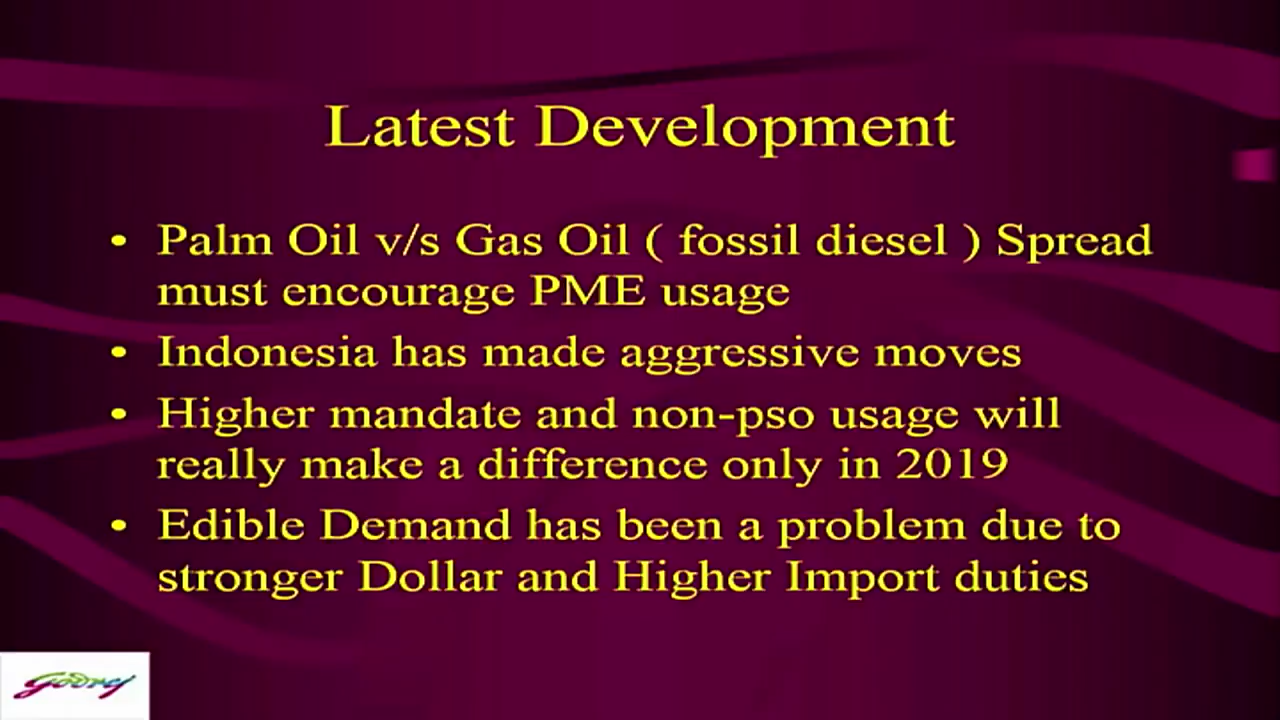 Latest Development
• Palm Oil v/s Gas Oil ( fossil diesel ) Spread
must encourage PME usage
• Indonesia has made aggressive moves
• Higher mandate and non-pso usage will
really make a difference only in 2019
• Edible Demand has been a problem due to
stronger Dollar and Higher Import duties
Godrej